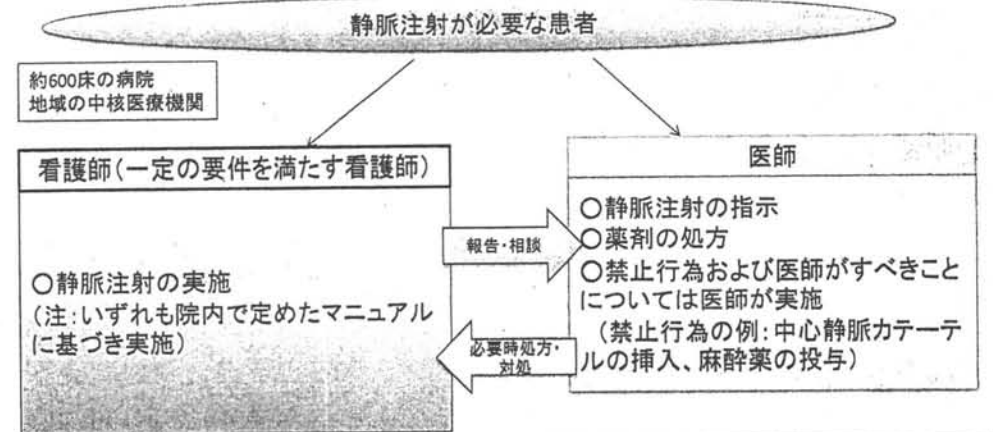 静脈注射が必要な患者
約600床の病院
地域の中核医療機関
看護師(一定の要件を満たす看護師)
○静脈注射の実施
(注:いずれも院内で定めたマニュアル
に基づき実施)
報告・相談
必要時処方・
対処
医師
○静脈注射の指示
○薬剤の処方
○禁止行為および医師がすべきこと
については医師が実施
(禁止行為の例:中心静脈カテーテ
ルの挿入、麻酔薬の投与)